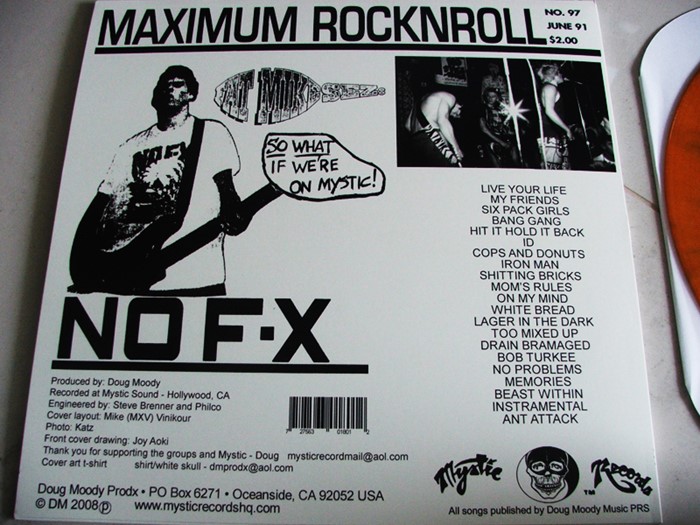 MAXIMUM ROCKNROLL
NO. 97
JUNE 91
$2.00
FAT MIKE SEZ...
SO WHAT
IF WE'RE
ON MYSTIC!
NOFX
NO F·X
LIVE YOUR LIFE
MY FRIENDS
SIX PACK GIRLS
BANG GANG
HIT IT HOLD IT BACK
ID
COPS AND DONUTS
IRON MAN
SHITTING BRICKS
MOM'S RULES
ON MY MIND
WHITE BREAD
LAGER IN THE DARK
TOO MIXED UP
DRAIN BRAMAGED
BOB TURKEE
NO PROBLEMS
MEMORIES
BEAST WITHIN
INSTRAMENTAL
ANT ATTACK
Produced by: Doug Moody
Recorded at Mystic Sound - Hollywood, CA
Engineered by: Steve Brenner and Philco
Cover layout: Mike (MXV) Vinikour
Photo: Katz
Front cover drawing: Joy Aoki
Thank you for supporting the groups and Mystic - Doug mysticrecordmail@aol.com
Cover art t-shirt shirt/white skull - dmprodx@aol.com
Doug Moody Prodx • PO Box 6271 • Oceanside, CA 92052 USA
© DM 2008 ℗ www.mysticrecordshq.com
Mystic Records TM
All songs published by Doug Moody Music PRS